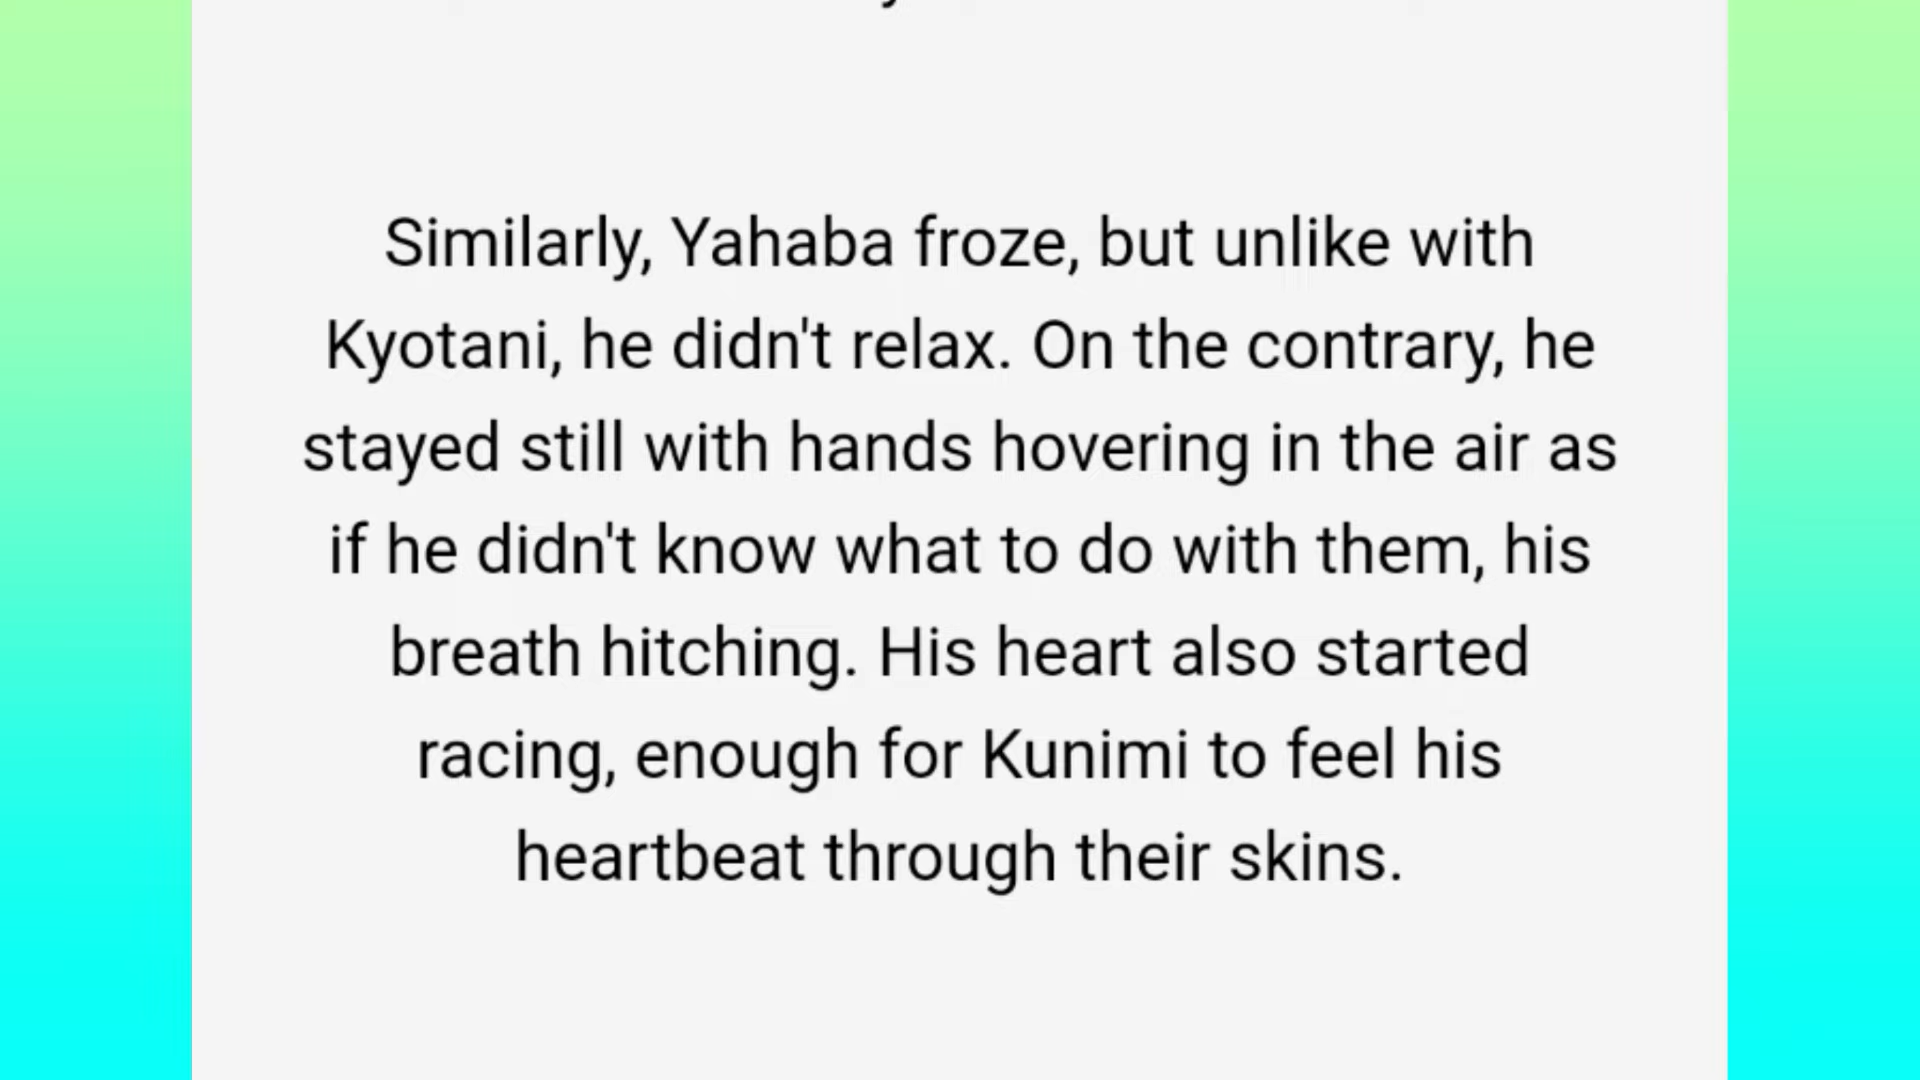 Similarly, Yahaba froze, but unlike with
Kyotani, he didn't relax. On the contrary, he
stayed still with hands hovering in the air as
if he didn't know what to do with them, his
breath hitching. His heart also started
racing, enough for Kunimi to feel his
heartbeat through their skins.